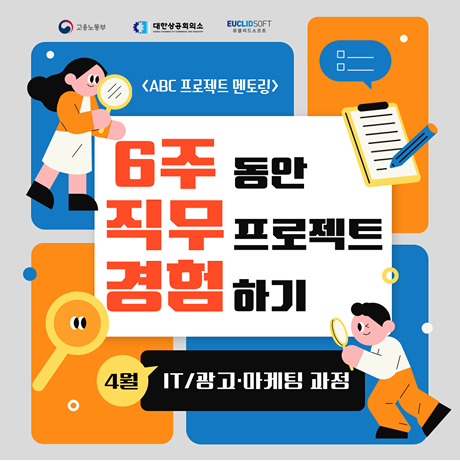 고용노동부 대한상공회의소 EUCLIDSOFT
유클리드소프트
<ABC 프로젝트 멘토링>
6주 동안
직무 프로젝트
경험 하기
4월 IT/광고·마케팅 과정